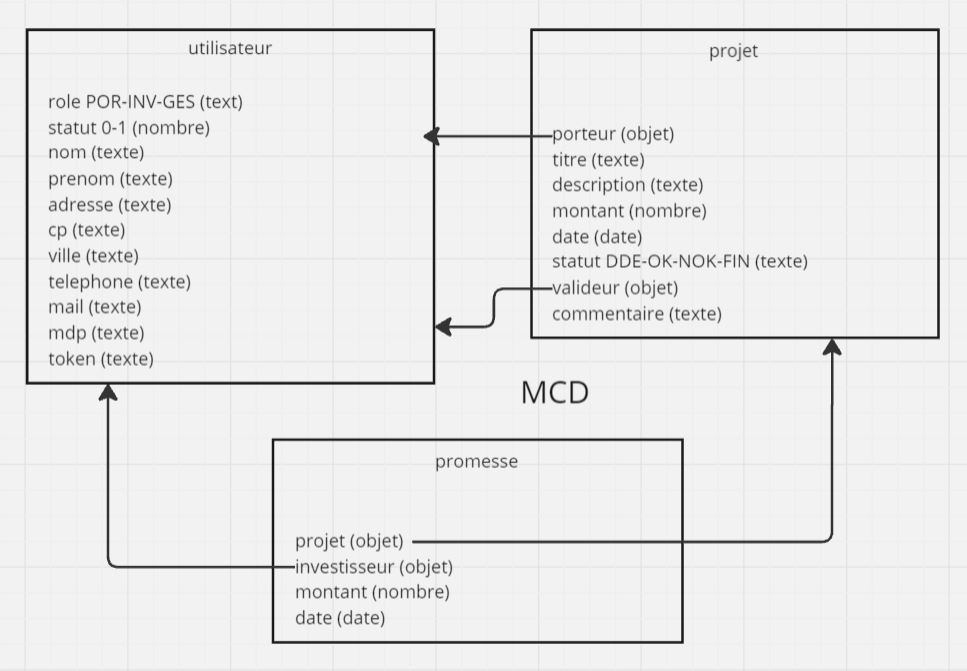 utilisateur
role POR-INV-GES (text)
statut 0-1 (nombre)
nom (texte)
prenom (texte)
adresse (texte)
cp (texte)
ville (texte)
telephone (texte)
mail (texte)
mdp (texte)
token (texte)
projet
porteur (objet)
titre (texte)
description (texte)
montant (nombre)
date (date)
statut DDE-OK-NOK-FIN (texte)
valideur (objet)
commentaire (texte)
MCD
promesse
projet (objet)
investisseur (objet)
montant (nombre)
date (date)